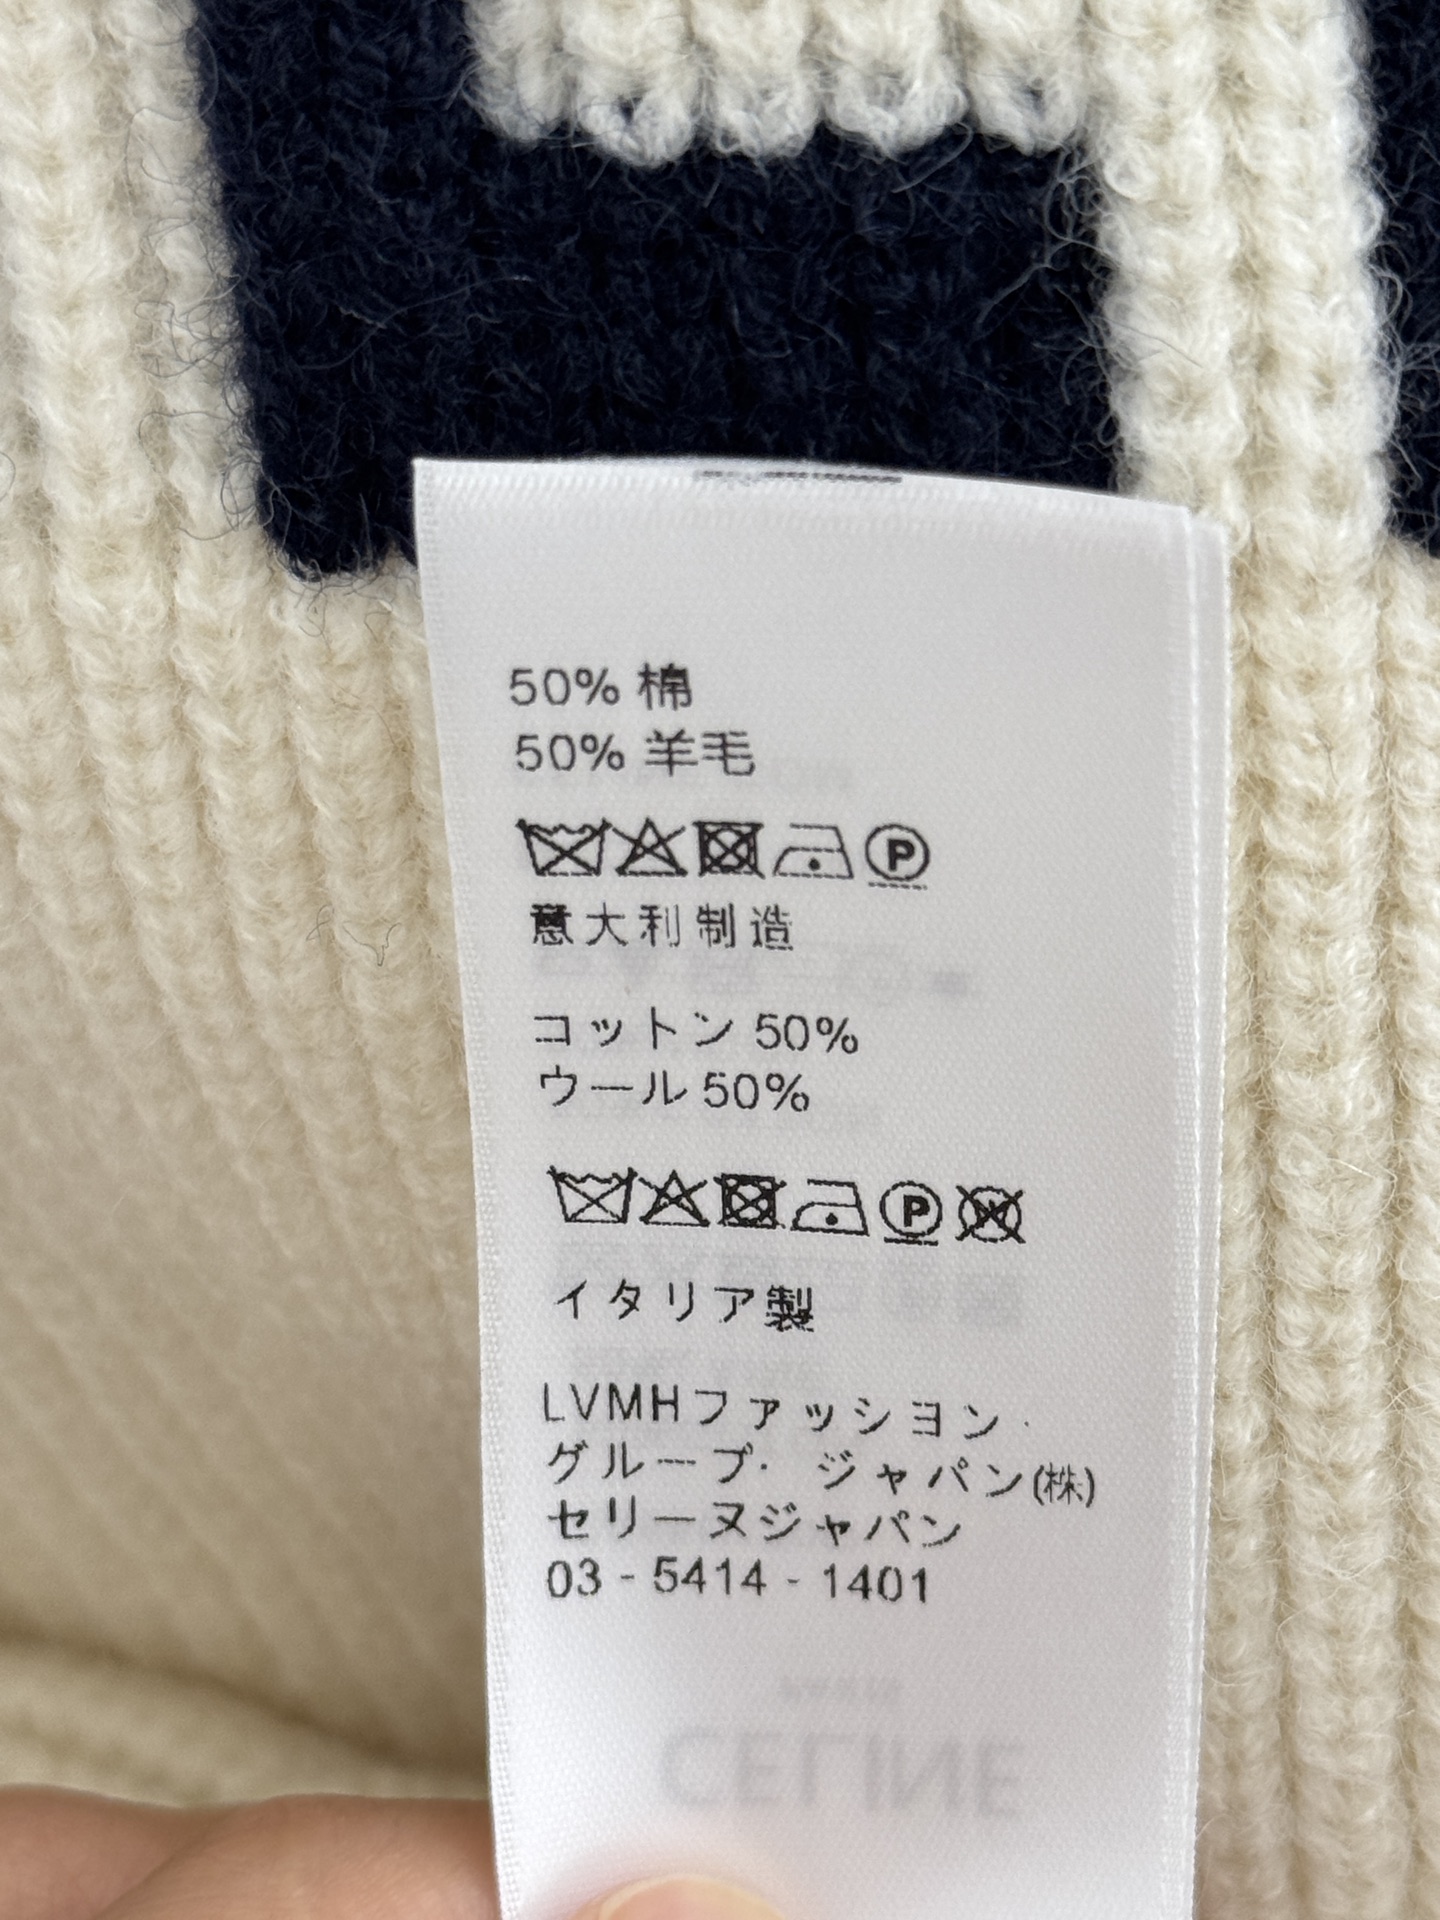 50% 棉
50% 羊毛
P
意大利制造
コットン 50%
ウール 50%
P W
イタリア製
LVMHファッション・
グループ・ ジャパン(株)
セリーヌジャパン
03 - 5414 - 1401
CELINE